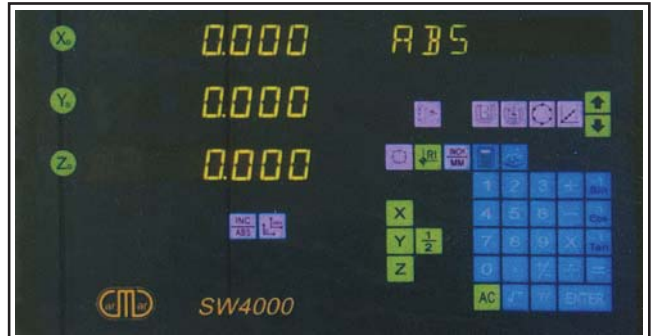 X₀ 0.000 ABS
Y₀ 0.000
Z₀ 0.000
R1 INCH/MM
1 2 3 + Sin
INC/ABS
X 4 5 6 − Cos
Y 1/2 7 8 9 X Tan
Z 0 . =
AC ENTER
SW4000